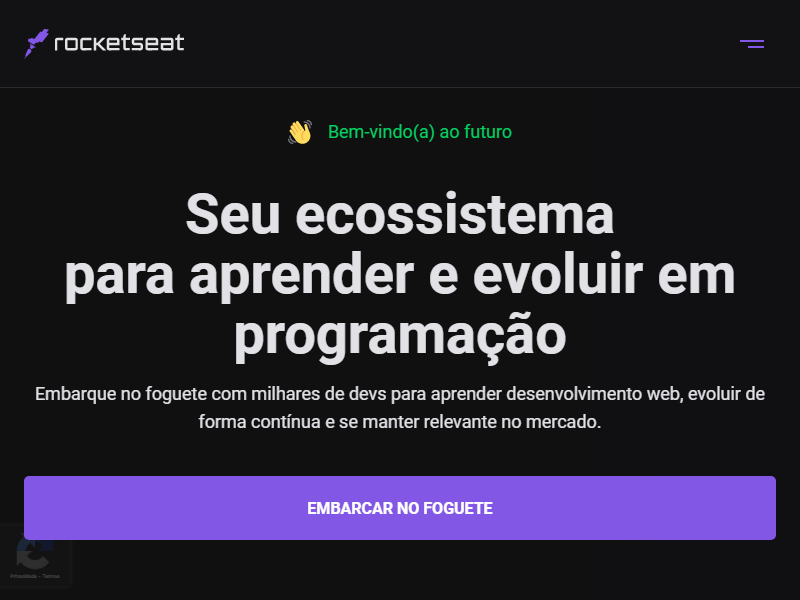 rocketseat
Bem-vindo(a) ao futuro
Seu ecossistema
para aprender e evoluir em
programação
Embarque no foguete com milhares de devs para aprender desenvolvimento web, evoluir de
forma contínua e se manter relevante no mercado.
EMBARCAR NO FOGUETE
Privacidade - Termos